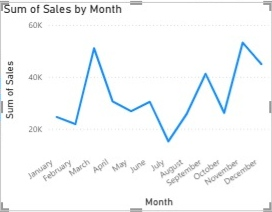 Sum of Sales by Month
60K
40K
20K
Sum of Sales
January
February
March
April
May
June
July
August
September
October
November
December
Month